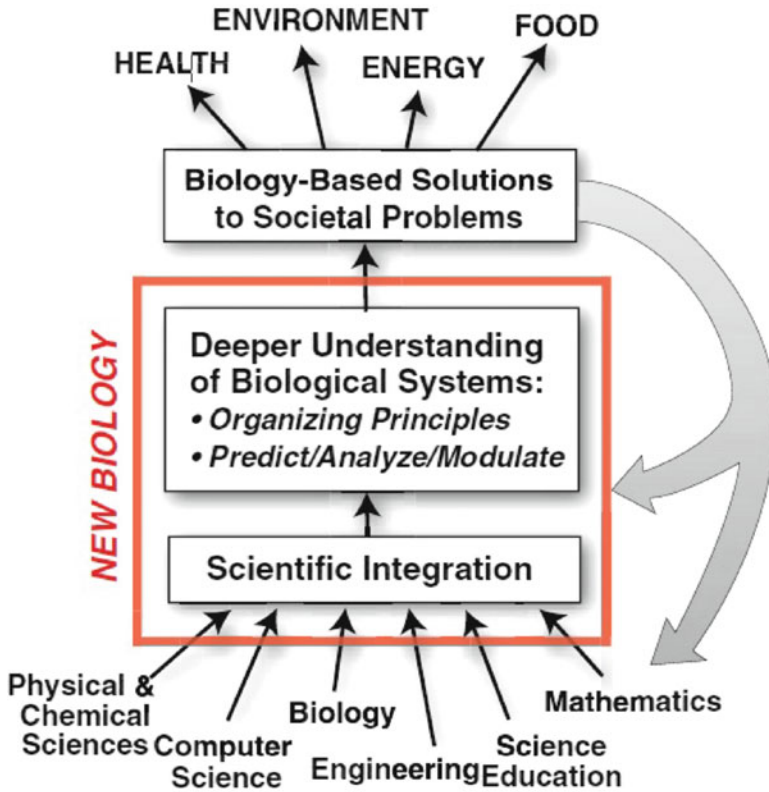 ENVIRONMENT
FOOD
HEALTH
ENERGY
Biology-Based Solutions
to Societal Problems
NEW BIOLOGY
Deeper Understanding
of Biological Systems:
• Organizing Principles
• Predict/Analyze/Modulate
Scientific Integration
Physical &
Chemical
Sciences
Computer
Science
Biology
Engineering
Science
Education
Mathematics